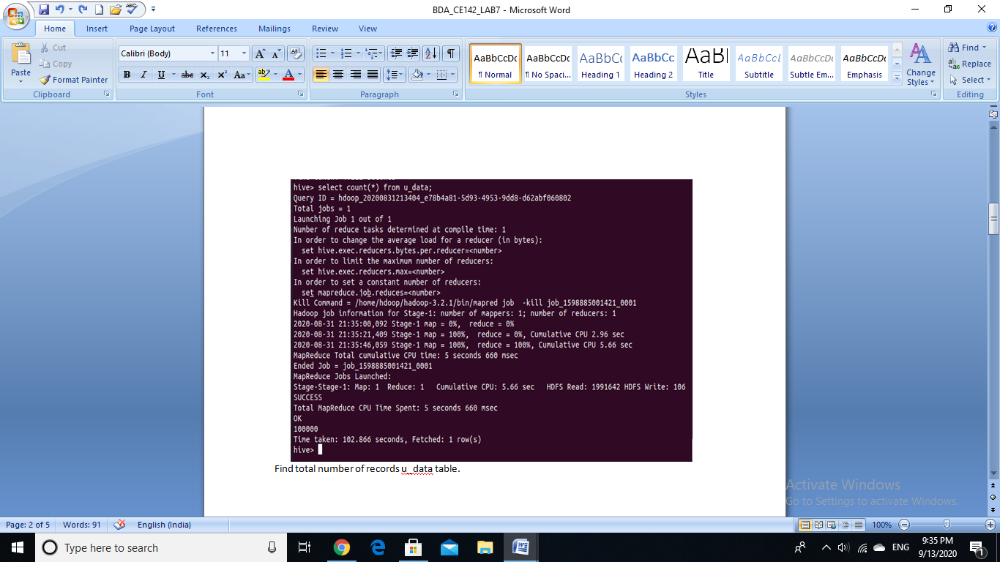 BDA_CE142_LAB7 - Microsoft Word
Home Insert Page Layout References Mailings Review View
Paste
Cut
Copy
Format Painter
Clipboard
Calibri (Body) 11
Font
Paragraph
AaBbCcDc AaBbCcDc AaBbC AaBbCc AaB AaBbCcL AaBbCcDc AaBbCcDc
¶ Normal ¶ No Spaci... Heading 1 Heading 2 Title Subtitle Subtle Em... Emphasis
Change Styles
Styles
Find
Replace
Select
Editing
hive> select count(*) from u_data;
Query ID = hdoop_20200831213404_e78b4a81-5d93-4953-9dd8-d62abf060802
Total jobs = 1
Launching Job 1 out of 1
Number of reduce tasks determined at compile time: 1
In order to change the average load for a reducer (in bytes):
set hive.exec.reducers.bytes.per.reducer=<number>
In order to limit the maximum number of reducers:
set hive.exec.reducers.max=<number>
In order to set a constant number of reducers:
set mapreduce.job.reduces=<number>
Kill Command = /home/hdoop/hadoop-3.2.1/bin/mapred job -kill job_1598885001421_0001
Hadoop job information for Stage-1: number of mappers: 1; number of reducers: 1
2020-08-31 21:35:00,092 Stage-1 map = 0%, reduce = 0%
2020-08-31 21:35:21,409 Stage-1 map = 100%, reduce = 0%, Cumulative CPU 2.96 sec
2020-08-31 21:35:46,059 Stage-1 map = 100%, reduce = 100%, Cumulative CPU 5.66 sec
MapReduce Total cumulative CPU time: 5 seconds 660 msec
Ended Job = job_1598885001421_0001
MapReduce Jobs Launched:
Stage-Stage-1: Map: 1 Reduce: 1 Cumulative CPU: 5.66 sec HDFS Read: 1991642 HDFS Write: 106
SUCCESS
Total MapReduce CPU Time Spent: 5 seconds 660 msec
OK
100000
Time taken: 102.866 seconds, Fetched: 1 row(s)
hive>
Find total number of records u_data table.
Activate Windows
Go to Settings to activate Windows.
Page: 2 of 5 Words: 91 English (India) 100%
Type here to search
ENG
9:35 PM
9/13/2020
1